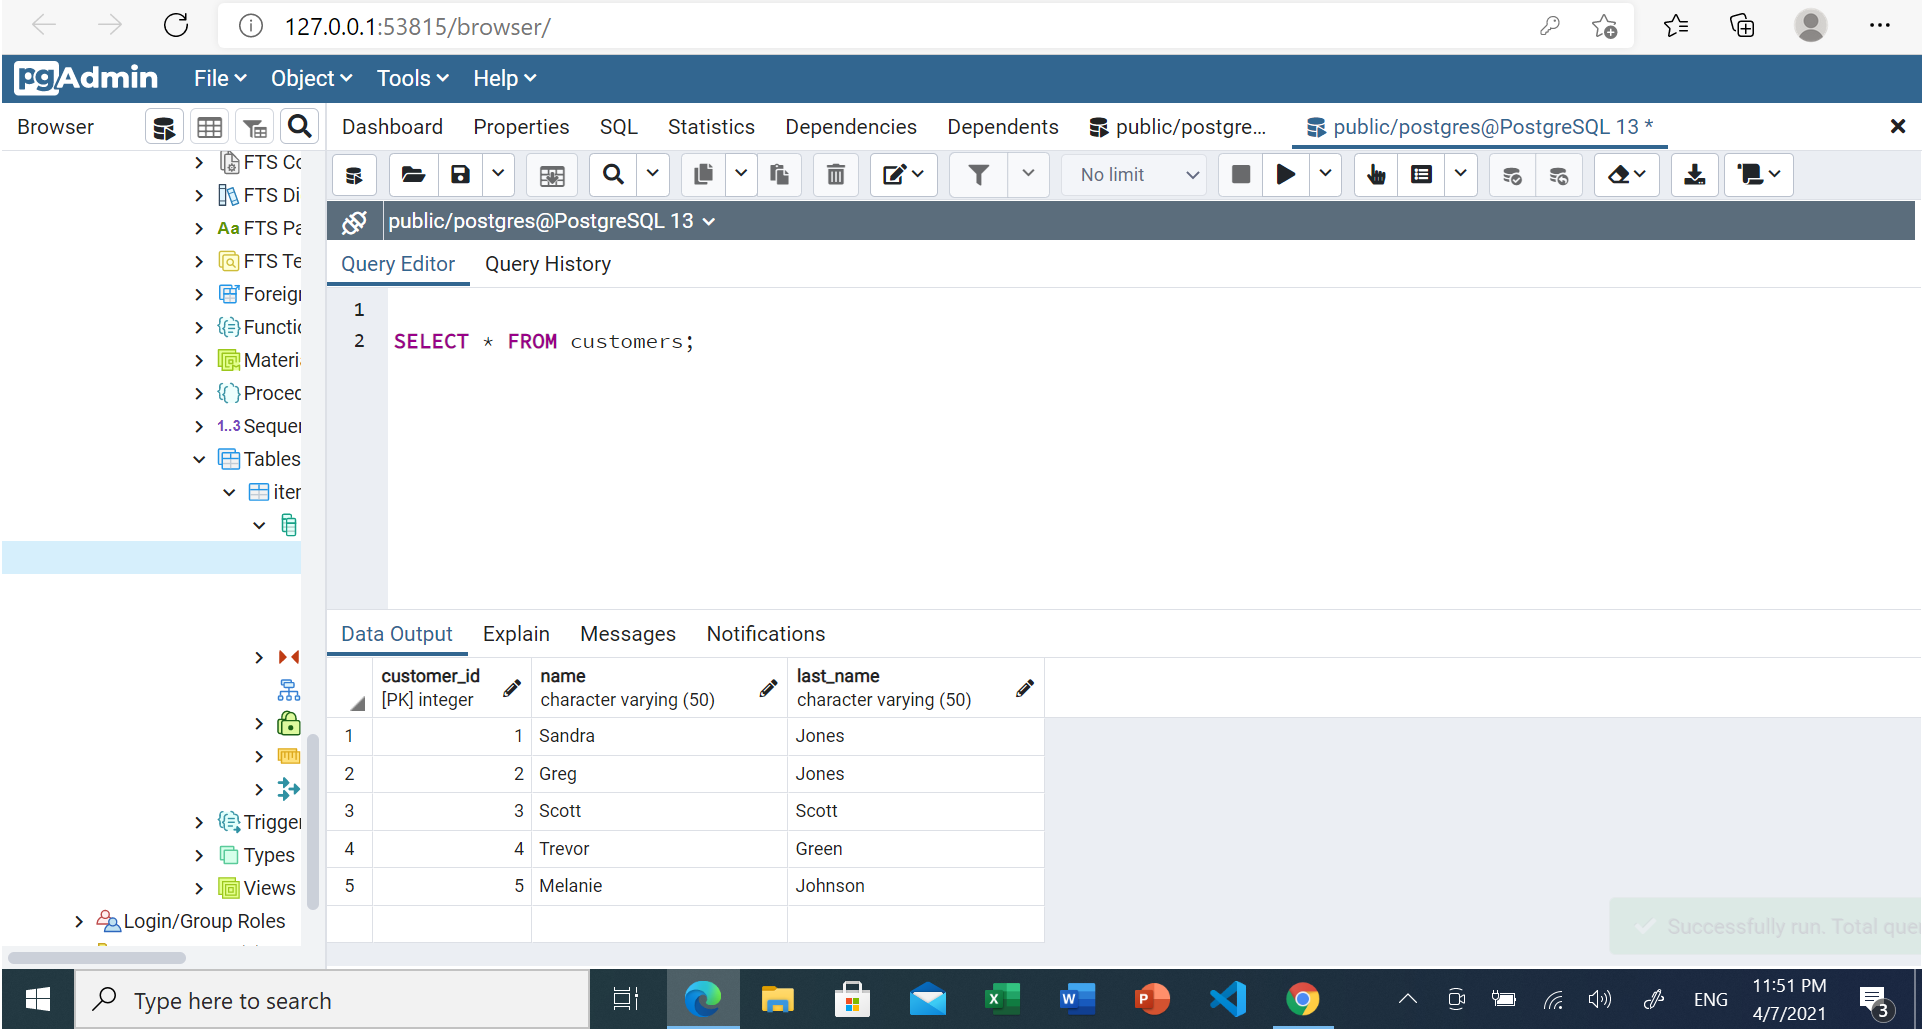 127.0.0.1:53815/browser/
pgAdmin File Object Tools Help
Browser Dashboard Properties SQL Statistics Dependencies Dependents public/postgre... public/postgres@PostgreSQL 13 *
No limit
public/postgres@PostgreSQL 13
Query Editor Query History
1
2 SELECT * FROM customers;
FTS Co
FTS Di
Aa FTS Pa
FTS Te
Foreig
Functio
Materi
Proced
1..3 Sequer
Tables
iter
Trigger
Types
Views
Login/Group Roles
Data Output Explain Messages Notifications
customer_id name last_name
[PK] integer character varying (50) character varying (50)
1 1 Sandra Jones
2 2 Greg Jones
3 3 Scott Scott
4 4 Trevor Green
5 5 Melanie Johnson
Successfully run. Total que
Type here to search
ENG
11:51 PM
4/7/2021
3